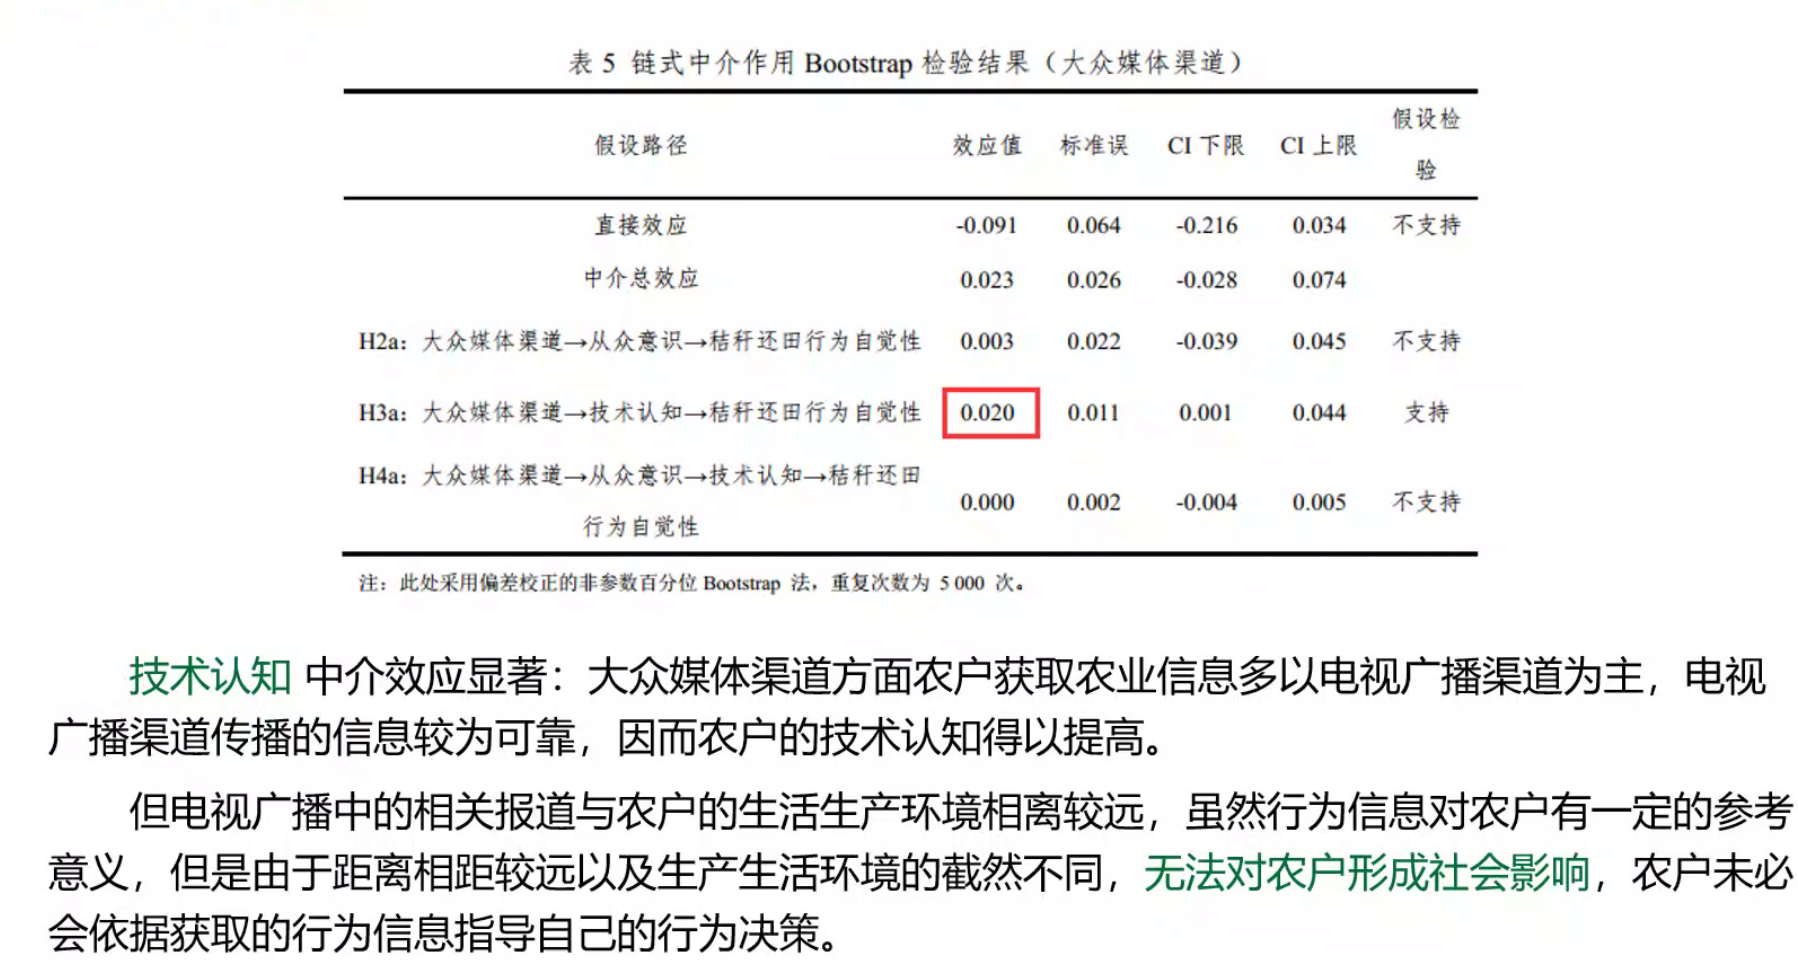 表 5 链式中介作用 Bootstrap 检验结果（大众媒体渠道）
假设路径 效应值 标准误 CI 下限 CI 上限 假设检
验
直接效应 -0.091 0.064 -0.216 0.034 不支持
中介总效应 0.023 0.026 -0.028 0.074
H2a：大众媒体渠道→从众意识→秸秆还田行为自觉性 0.003 0.022 -0.039 0.045 不支持
H3a：大众媒体渠道→技术认知→秸秆还田行为自觉性 0.020 0.011 0.001 0.044 支持
H4a：大众媒体渠道→从众意识→技术认知→秸秆还田
行为自觉性 0.000 0.002 -0.004 0.005 不支持
注：此处采用偏差校正的非参数百分位 Bootstrap 法，重复次数为 5 000 次。
技术认知 中介效应显著：大众媒体渠道方面农户获取农业信息多以电视广播渠道为主，电视
广播渠道传播的信息较为可靠，因而农户的技术认知得以提高。
但电视广播中的相关报道与农户的生活生产环境相离较远，虽然行为信息对农户有一定的参考
意义，但是由于距离相距较远以及生产生活环境的截然不同，无法对农户形成社会影响，农户未必
会依据获取的行为信息指导自己的行为决策。